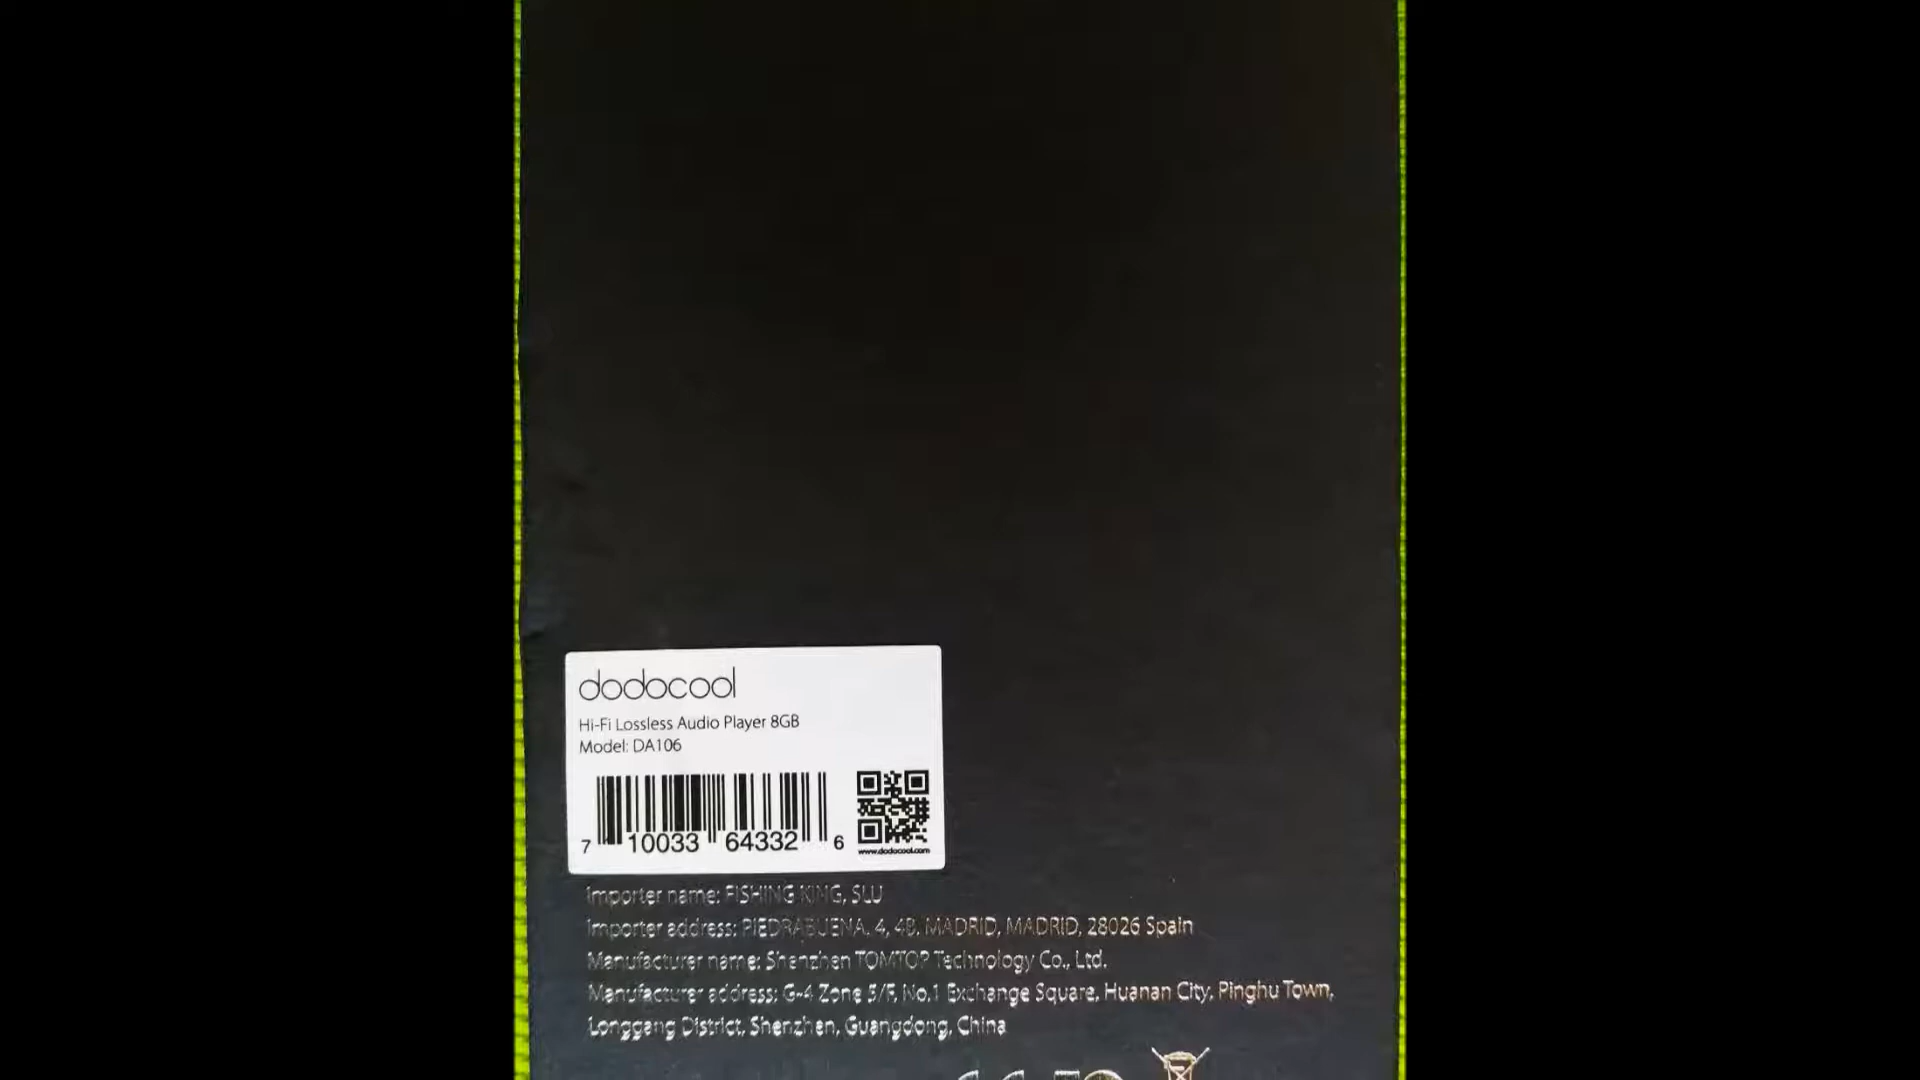 dodocool
Hi-Fi Lossless Audio Player 8GB
Model: DA106
7 10033 64332 6
www.dodocool.com
Importer name: FISHING KING, SLU
Importer address: PIEDRABUENA, 4, 4B, MADRID, MADRID, 28026 Spain
Manufacturer name: Shenzhen TOMTOP Technology Co., Ltd.
Manufacturer address: G-4 Zone 5/F, No.1 Exchange Square, Huanan City, Pinghu Town,
Longgang District, Shenzhen, Guangdong, China